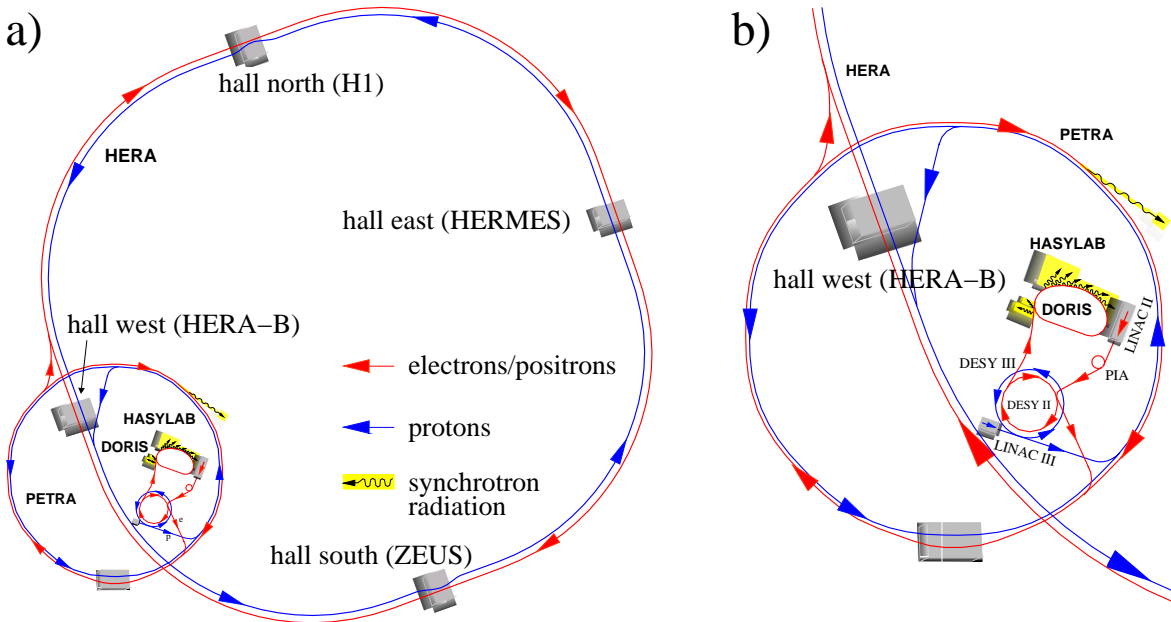 a)
hall north (H1)
HERA
hall east (HERMES)
hall west (HERA−B)
electrons/positrons
HASYLAB
protons
DORIS
PETRA
synchrotron
radiation
e
p
hall south (ZEUS)
b)
HERA
PETRA
HASYLAB
hall west (HERA−B)
DORIS
LINAC II
DESY III
PIA
DESY II
LINAC III